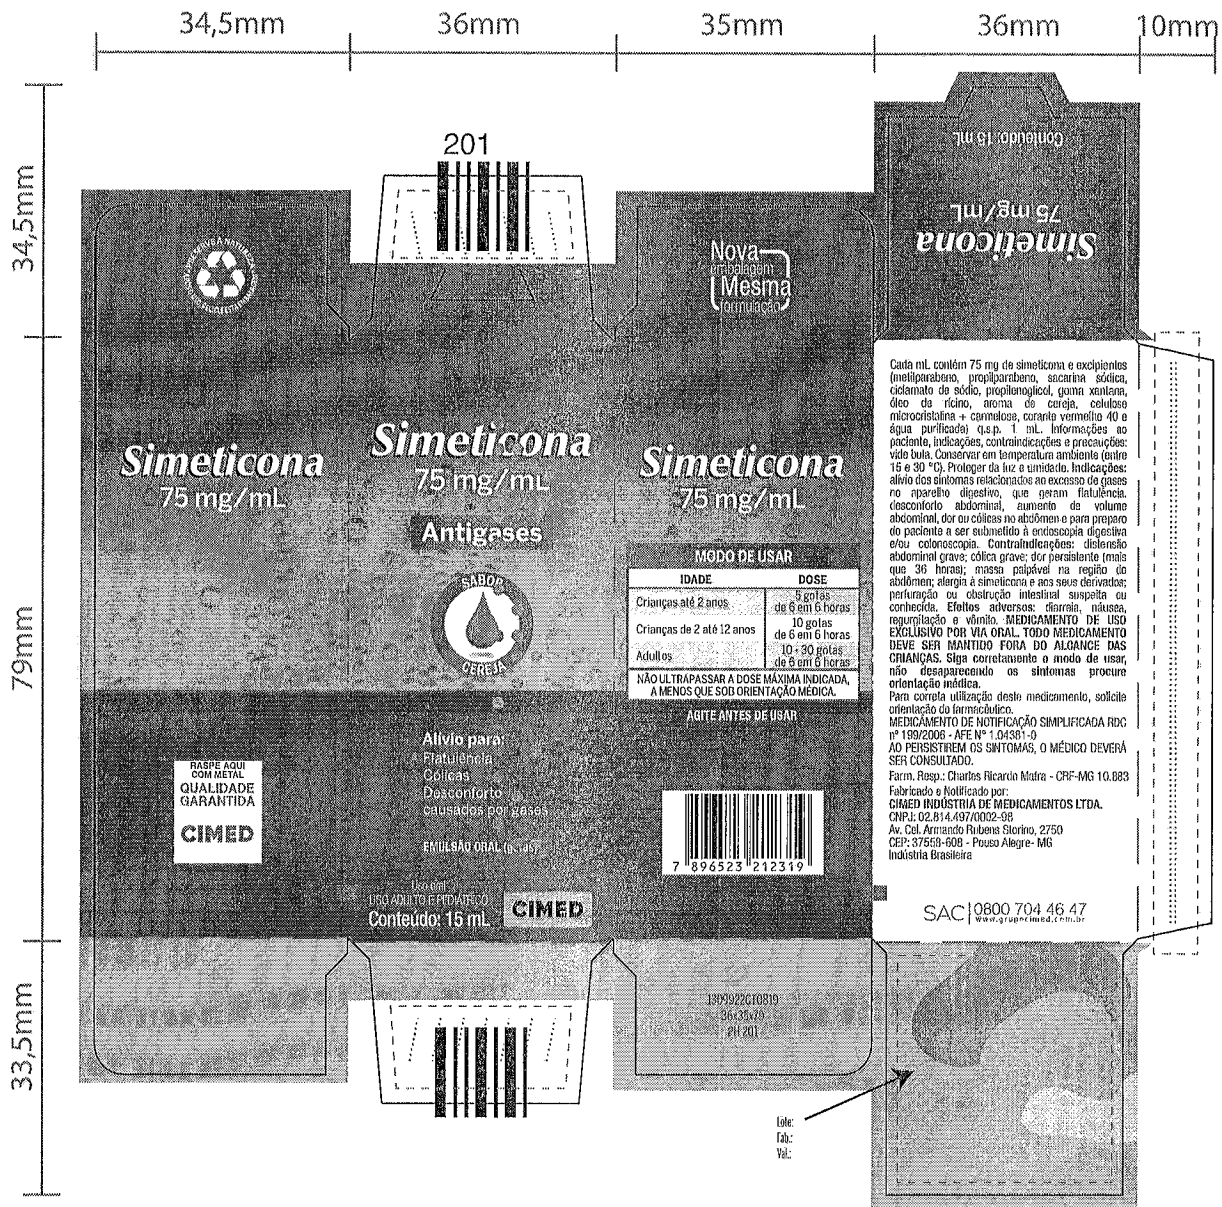 34,5mm
36mm
35mm
36mm
10mm
34,5mm
79mm
33,5mm
201
Nova
embalagem
Mesma
formulação
Conteúdo: 15 mL
75 mg/mL
Simeticona
Simeticona
75 mg/mL
RASPE AQUI
COM METAL
QUALIDADE
GARANTIDA
CIMED
Simeticona
75 mg/mL
Antigases
SABOR
CEREJA
Alívio para:
Flatulência
Cólicas
Desconforto
causados por gases
EMULSÃO ORAL
Uso oral
USO ADULTO E PEDIÁTRICO
Conteúdo: 15 mL
CIMED
Simeticona
75 mg/mL
MODO DE USAR
IDADE DOSE
Crianças até 2 anos 5 gotas
de 6 em 6 horas
Crianças de 2 até 12 anos 10 gotas
de 6 em 6 horas
Adultos 10 - 30 gotas
de 6 em 6 horas
NÃO ULTRAPASSAR A DOSE MÁXIMA INDICADA,
A MENOS QUE SOB ORIENTAÇÃO MÉDICA.
AGITE ANTES DE USAR
7 896523 212319
Cada mL contém 75 mg de simeticona e excipientes
(metilparabeno, propilparabeno, sacarina sódica,
ciclamato de sódio, propilenoglicol, goma xantana,
óleo de rícino, aroma de cereja, celulose
microcristalina + carmelose, corante vermelho 40 e
água purificada) q.s.p. 1 mL. Informações ao
paciente, indicações, contraindicações e precauções:
vide bula. Conservar em temperatura ambiente (entre
15 e 30 °C). Proteger da luz e umidade. Indicações:
alívio dos sintomas relacionados ao excesso de gases
no aparelho digestivo, que geram flatulência,
desconforto abdominal, aumento de volume
abdominal, dor ou cólicas no abdômen e para preparo
do paciente a ser submetido à endoscopia digestiva
e/ou colonoscopia. Contraindicações: distensão
abdominal grave; cólica grave; dor persistente (mais
que 36 horas); massa palpável na região do
abdômen; alergia à simeticona e aos seus derivados;
perfuração ou obstrução intestinal suspeita ou
conhecida. Efeitos adversos: diarreia, náusea,
regurgitação e vômito. MEDICAMENTO DE USO
EXCLUSIVO POR VIA ORAL. TODO MEDICAMENTO
DEVE SER MANTIDO FORA DO ALCANCE DAS
CRIANÇAS. Siga corretamente o modo de usar,
não desaparecendo os sintomas procure
orientação médica.
Para correta utilização deste medicamento, solicite
orientação do farmacêutico.
MEDICAMENTO DE NOTIFICAÇÃO SIMPLIFICADA RDC
nº 199/2006 - AFE Nº 1.04381-0
AO PERSISTIREM OS SINTOMAS, O MÉDICO DEVERÁ
SER CONSULTADO.
Farm. Resp.: Charles Ricardo Mafra - CRF-MG 10.883
Fabricado e Notificado por:
CIMED INDÚSTRIA DE MEDICAMENTOS LTDA.
CNPJ: 02.814.497/0002-98
Av. Cel. Armando Rubens Storino, 2750
CEP: 37558-608 - Pouso Alegre- MG
Indústria Brasileira
SAC 0800 704 46 47
www.grupocimed.com.br
PH 201
Lote:
Fab.:
Val.: